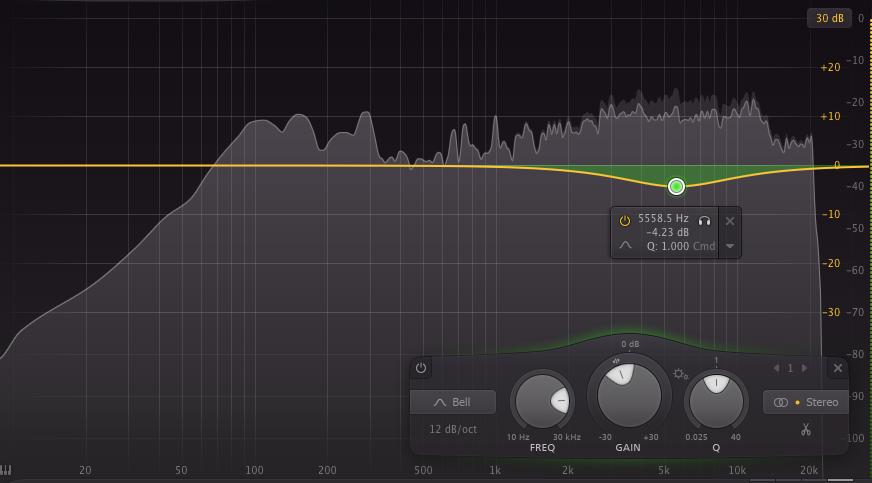 30 dB
0
-10
+20
-20
+10
-30
0
-40
5558.5 Hz
-4.23 dB
-10
-50
Q: 1.000 Cmd
-20
-60
-30
-70
0 dB
-80
1
1
Bell
-90
Stereo
12 dB/oct
10 Hz 30 kHz
-30 +30
0.025 40
-100
FREQ
GAIN
Q
20 50 100 200 500 1k 2k 5k 10k 20k